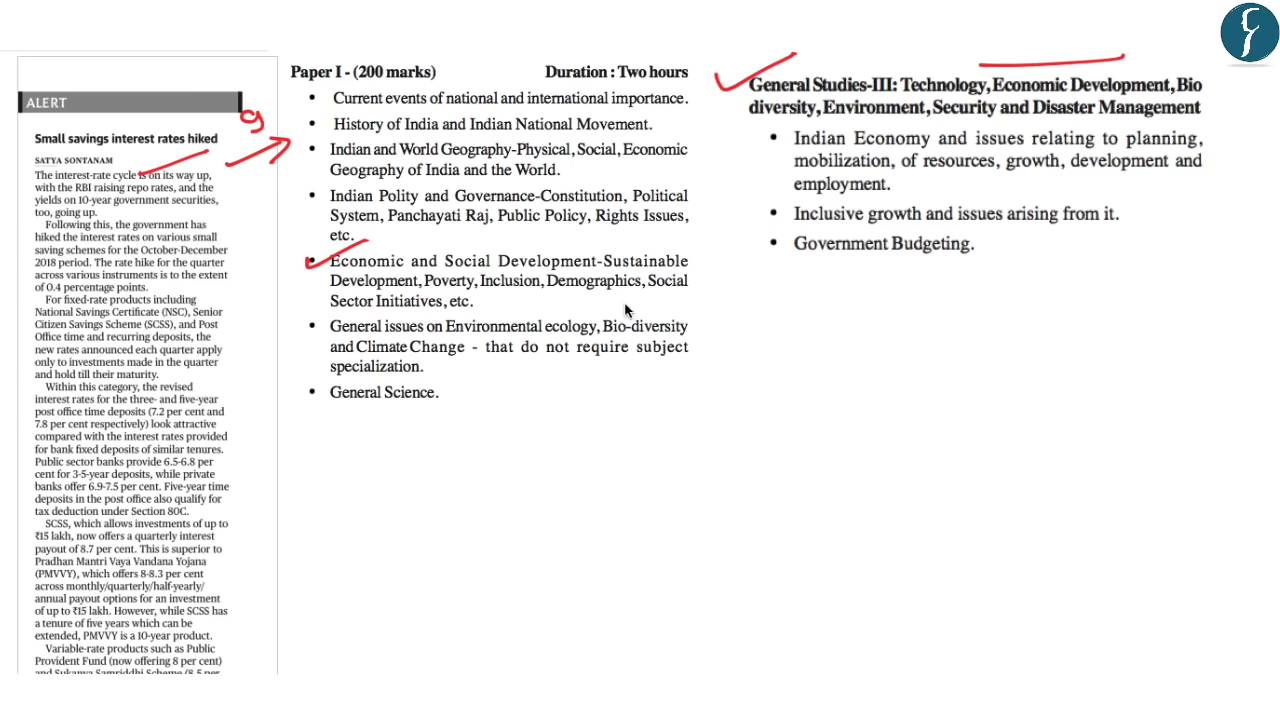 ALERT
Small savings interest rates hiked
SATYA SONTANAM
The interest-rate cycle is on its way up,
with the RBI raising repo rates, and the
yields on 10-year government securities,
too, going up.
Following this, the government has
hiked the interest rates on various small
saving schemes for the October-December
2018 period. The rate hike for the quarter
across various instruments is to the extent
of 0.4 percentage points.
For fixed-rate products including
National Savings Certificate (NSC), Senior
Citizen Savings Scheme (SCSS), and Post
Office time and recurring deposits, the
new rates announced each quarter apply
only to investments made in the quarter
and hold till their maturity.
Within this category, the revised
interest rates for the three- and five-year
post office time deposits (7.2 per cent and
7.8 per cent respectively) look attractive
compared with the interest rates provided
for bank fixed deposits of similar tenures.
Public sector banks provide 6.5-6.8 per
cent for 3-5-year deposits, while private
banks offer 6.9-7.5 per cent. Five-year time
deposits in the post office also qualify for
tax deduction under Section 80C.
SCSS, which allows investments of up to
₹15 lakh, now offers a quarterly interest
payout of 8.7 per cent. This is superior to
Pradhan Mantri Vaya Vandana Yojana
(PMVVY), which offers 8-8.3 per cent
across monthly/quarterly/half-yearly/
annual payout options for an investment
of up to ₹15 lakh. However, while SCSS has
a tenure of five years which can be
extended, PMVVY is a 10-year product.
Variable-rate products such as Public
Provident Fund (now offering 8 per cent)
and Sukanya Samriddhi Scheme (8.5 per
Paper I - (200 marks) Duration : Two hours
• Current events of national and international importance.
• History of India and Indian National Movement.
• Indian and World Geography-Physical, Social, Economic
Geography of India and the World.
• Indian Polity and Governance-Constitution, Political
System, Panchayati Raj, Public Policy, Rights Issues,
etc.
• Economic and Social Development-Sustainable
Development, Poverty, Inclusion, Demographics, Social
Sector Initiatives, etc.
• General issues on Environmental ecology, Bio-diversity
and Climate Change - that do not require subject
specialization.
• General Science.
General Studies-III: Technology, Economic Development, Bio
diversity, Environment, Security and Disaster Management
• Indian Economy and issues relating to planning,
mobilization, of resources, growth, development and
employment.
• Inclusive growth and issues arising from it.
• Government Budgeting.